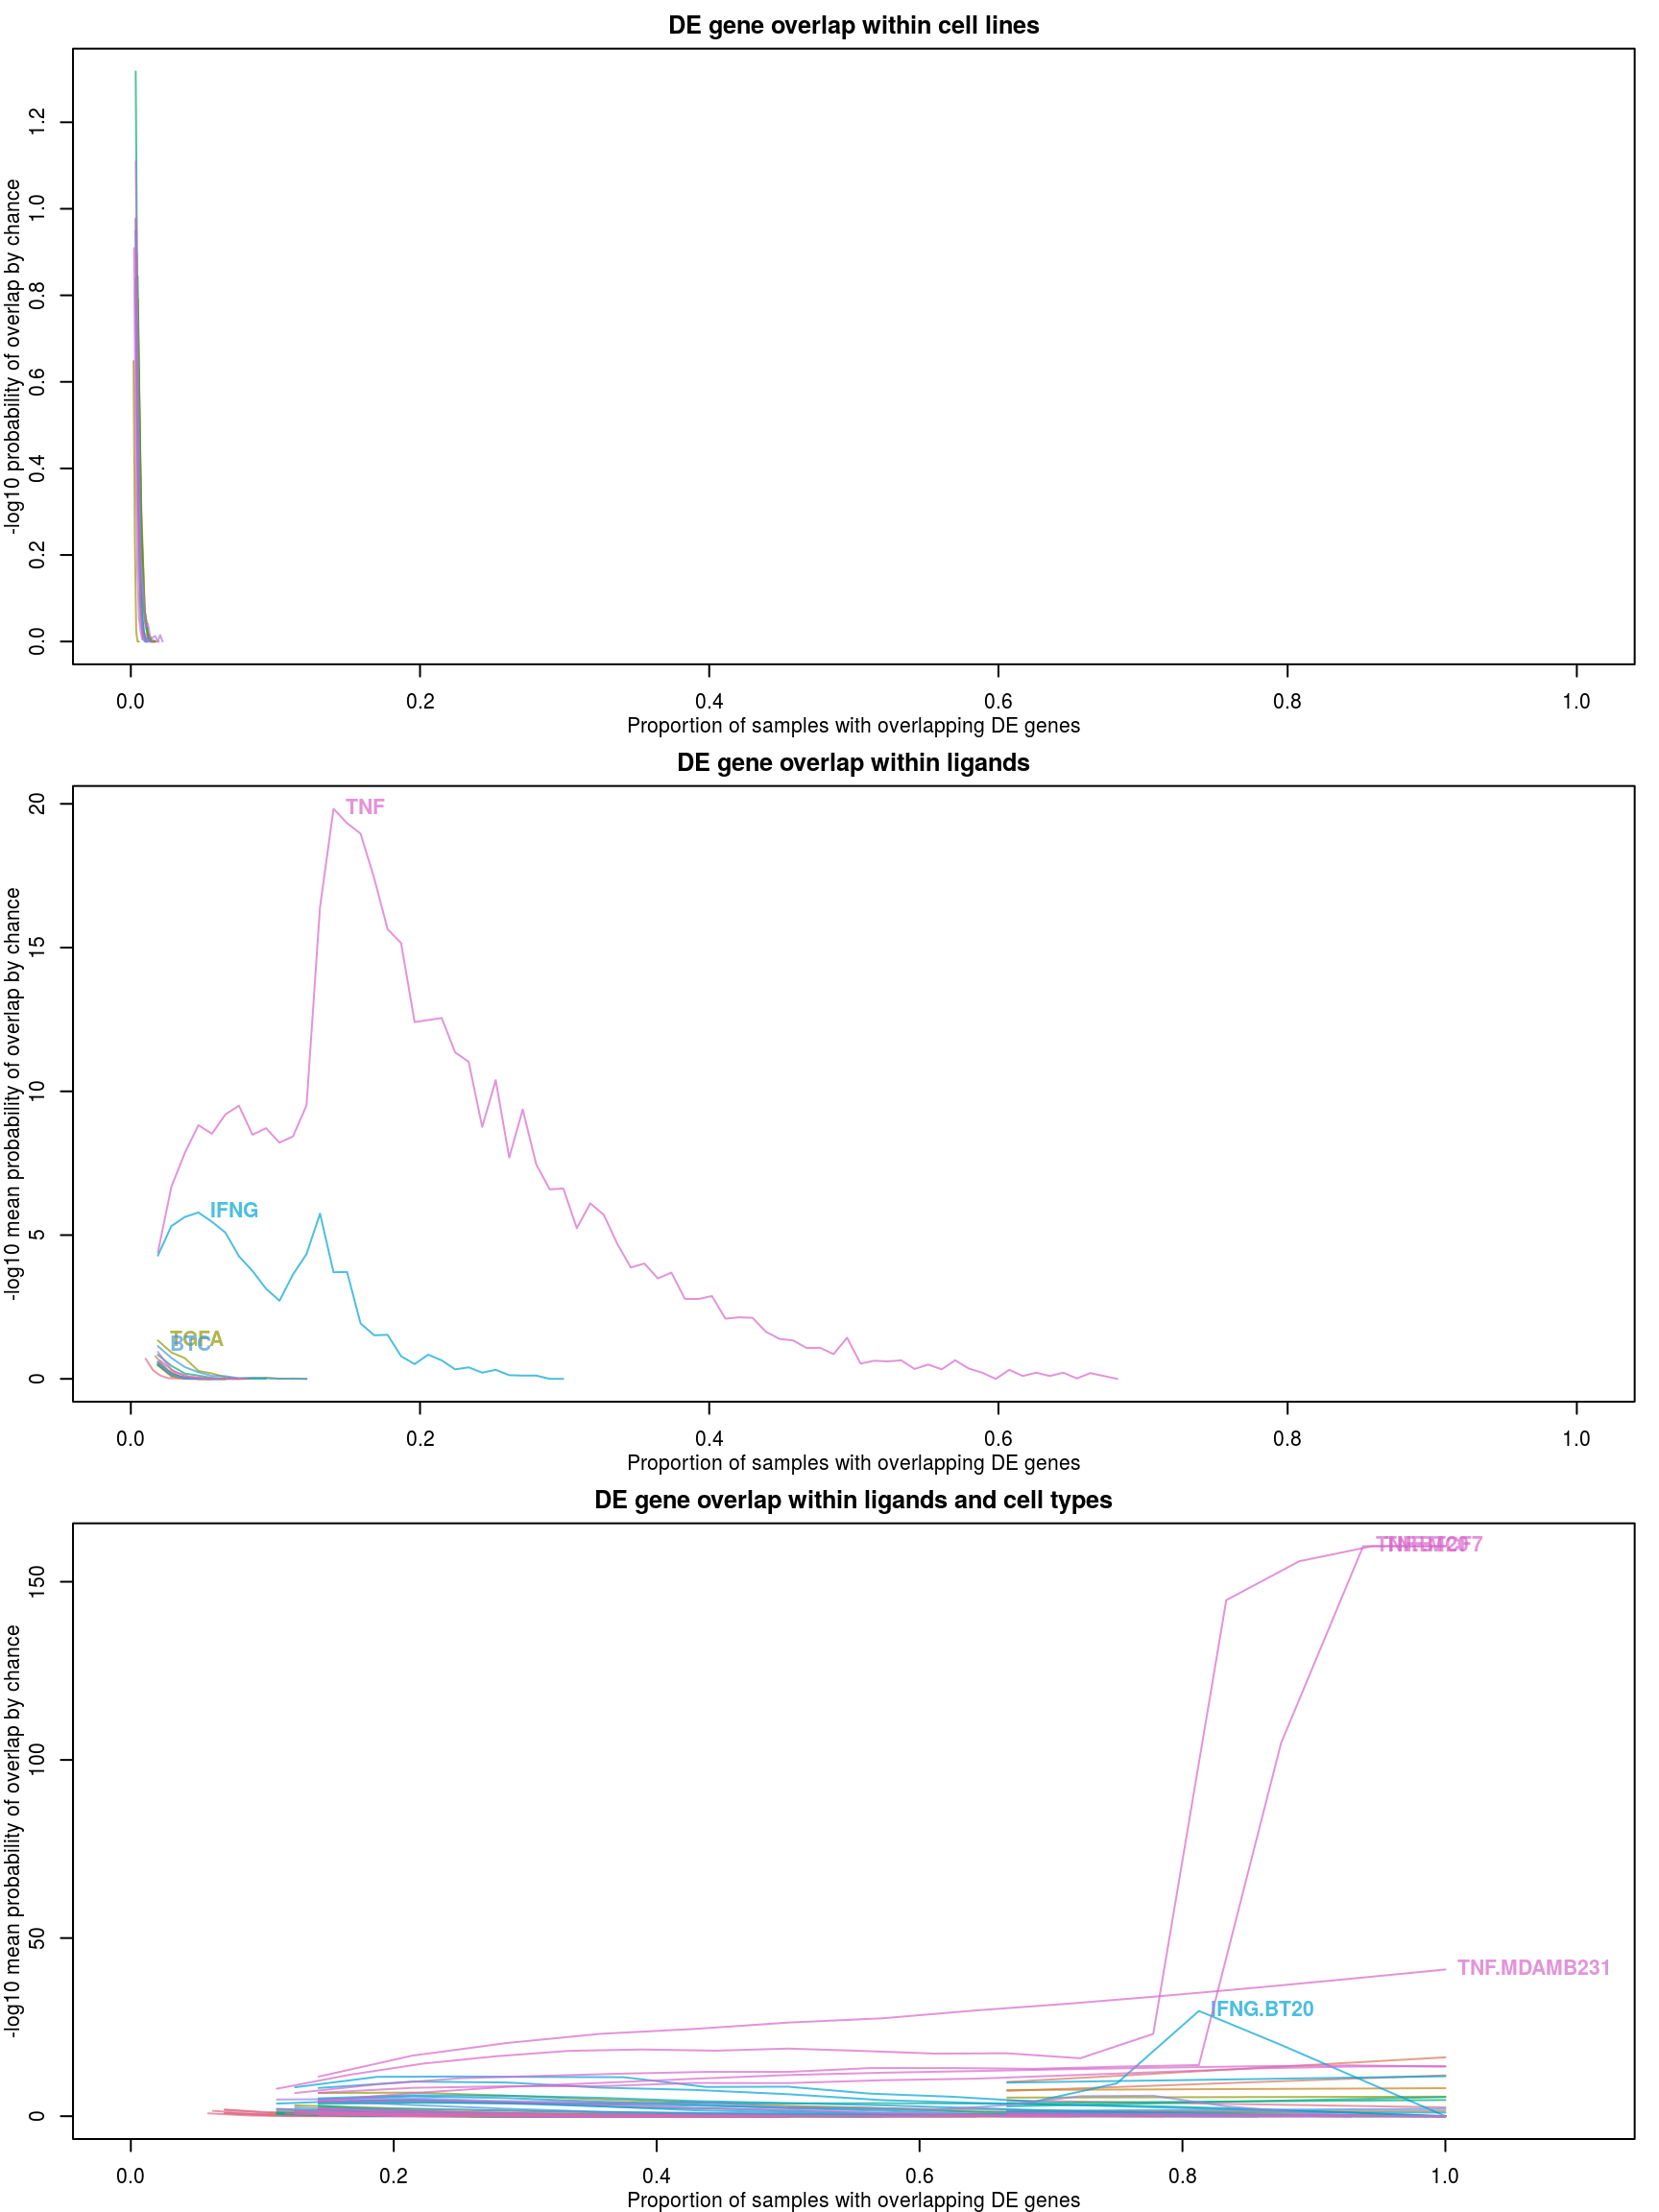 DE gene overlap within cell lines
-log10 probability of overlap by chance
1.2
1.0
0.8
0.6
0.4
0.2
0.0
0.0 0.2 0.4 0.6 0.8 1.0
Proportion of samples with overlapping DE genes
DE gene overlap within ligands
-log10 mean probability of overlap by chance
20
15
10
5
0
TNF
IFNG
TGFA
BTC
0.0 0.2 0.4 0.6 0.8 1.0
Proportion of samples with overlapping DE genes
DE gene overlap within ligands and cell types
-log10 mean probability of overlap by chance
150
100
50
0
TNF.MDAMB231
IFNG.BT20
0.0 0.2 0.4 0.6 0.8 1.0
Proportion of samples with overlapping DE genes